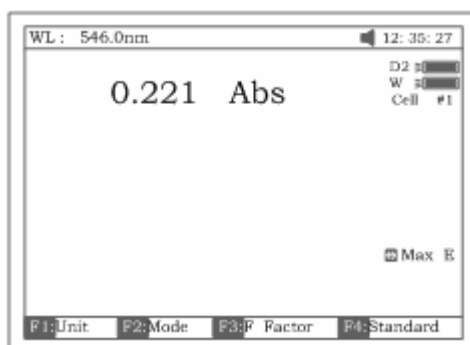 WL : 546.0nm 12: 35: 27
D2
0.221 Abs W
Cell #1
Max E
F1:Unit F2:Mode F3:F Factor F4:Standard